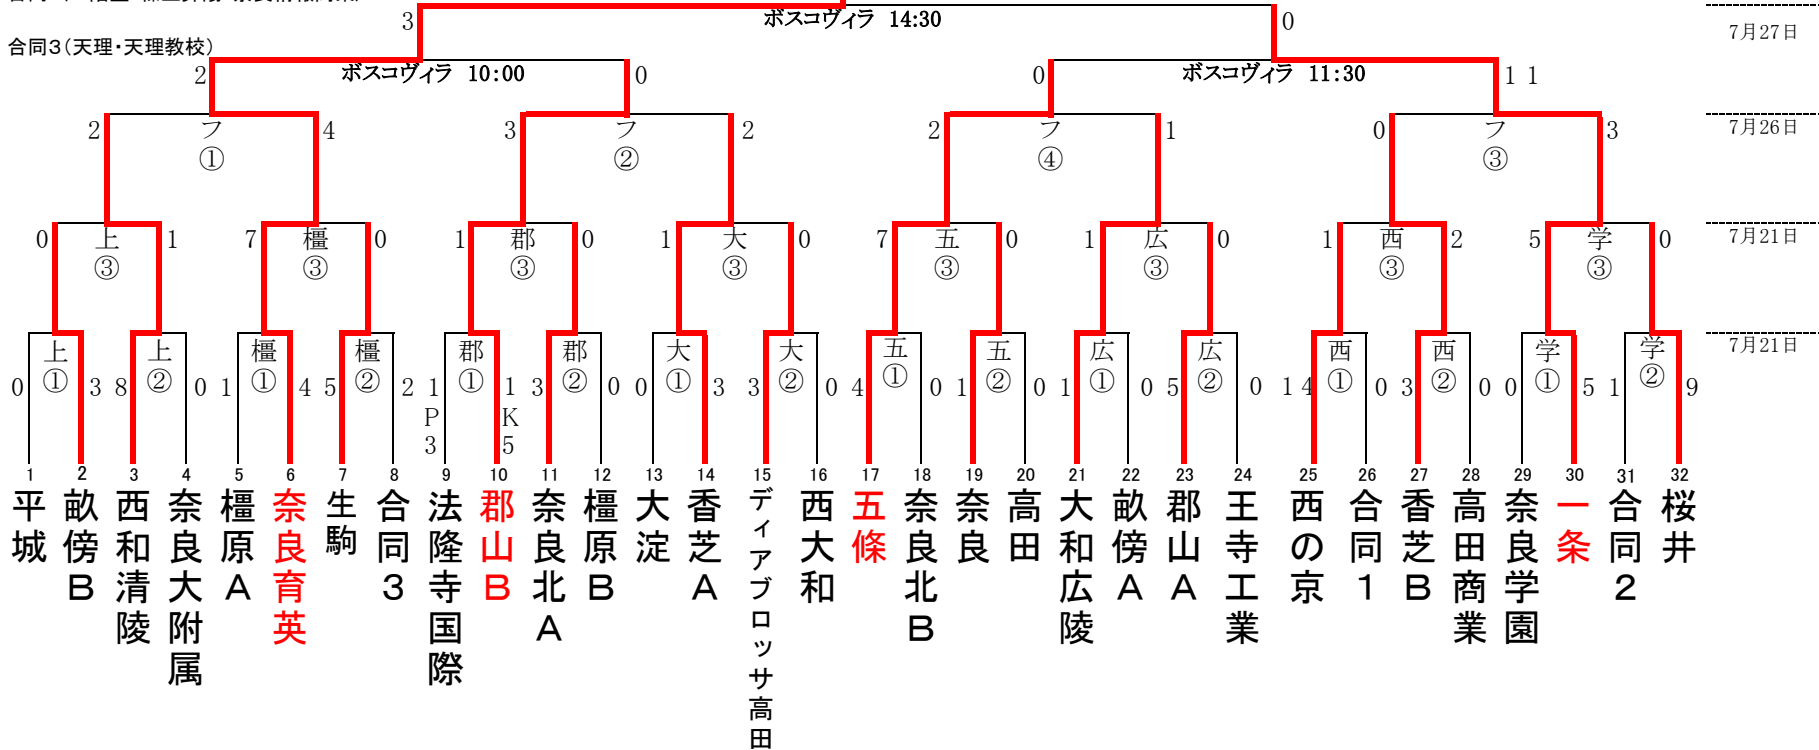 3 ボスコヴィラ 14:30 0
7月27日
合同3(天理・天理教校)
2 ボスコヴィラ 10:00 0 0 ボスコヴィラ 11:30 11
2 フ① 4 3 フ② 2 2 フ④ 1 0 フ③ 3
7月26日
0 上③ 1 7 橿③ 0 1 郡③ 0 1 大③ 0 7 五③ 0 1 広③ 0 1 西③ 2 5 学③ 0
7月21日
0 上① 3 8 上② 0 1 橿① 4 5 橿② 2 1 郡① 1 3 郡② 0 0 大① 3 3 大② 0 4 五① 0 1 五② 0 1 広① 0 5 広② 0 14 西① 0 3 西② 0 0 学① 5 1 学② 9
7月21日
P K
3 5
1 平城
2 畝傍B
3 西和清陵
4 奈良大附属
5 橿原A
6 奈良育英
7 生駒
8 合同3
9 法隆寺国際
10 郡山B
11 奈良北A
12 橿原B
13 大淀
14 香芝A
15 ディアブロッサ高田
16 西大和
17 五條
18 奈良北B
19 奈良
20 高田
21 大和広陵
22 畝傍A
23 郡山A
24 王寺工業
25 西の京
26 合同1
27 香芝B
28 高田商業
29 奈良学園
30 一条
31 合同2
32 桜井